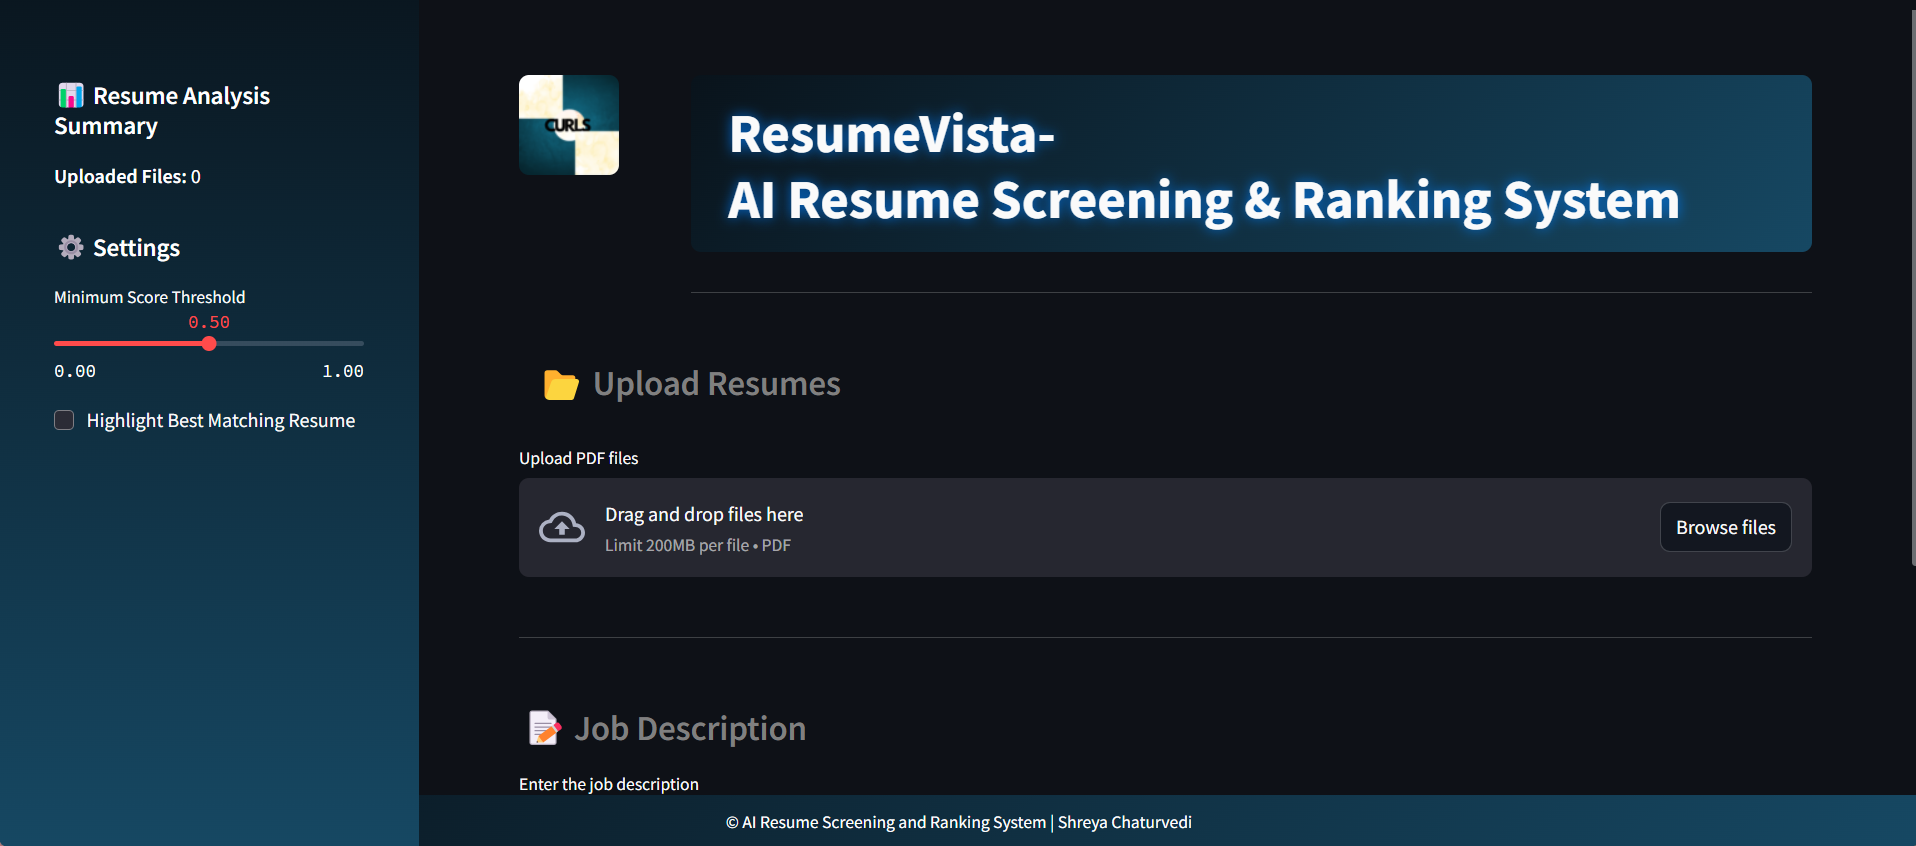 Resume Analysis
Summary
Uploaded Files: 0
Settings
Minimum Score Threshold
0.50
0.00 1.00
Highlight Best Matching Resume
CURLS
ResumeVista-
AI Resume Screening & Ranking System
Upload Resumes
Upload PDF files
Drag and drop files here
Limit 200MB per file • PDF
Browse files
Job Description
Enter the job description
© AI Resume Screening and Ranking System | Shreya Chaturvedi